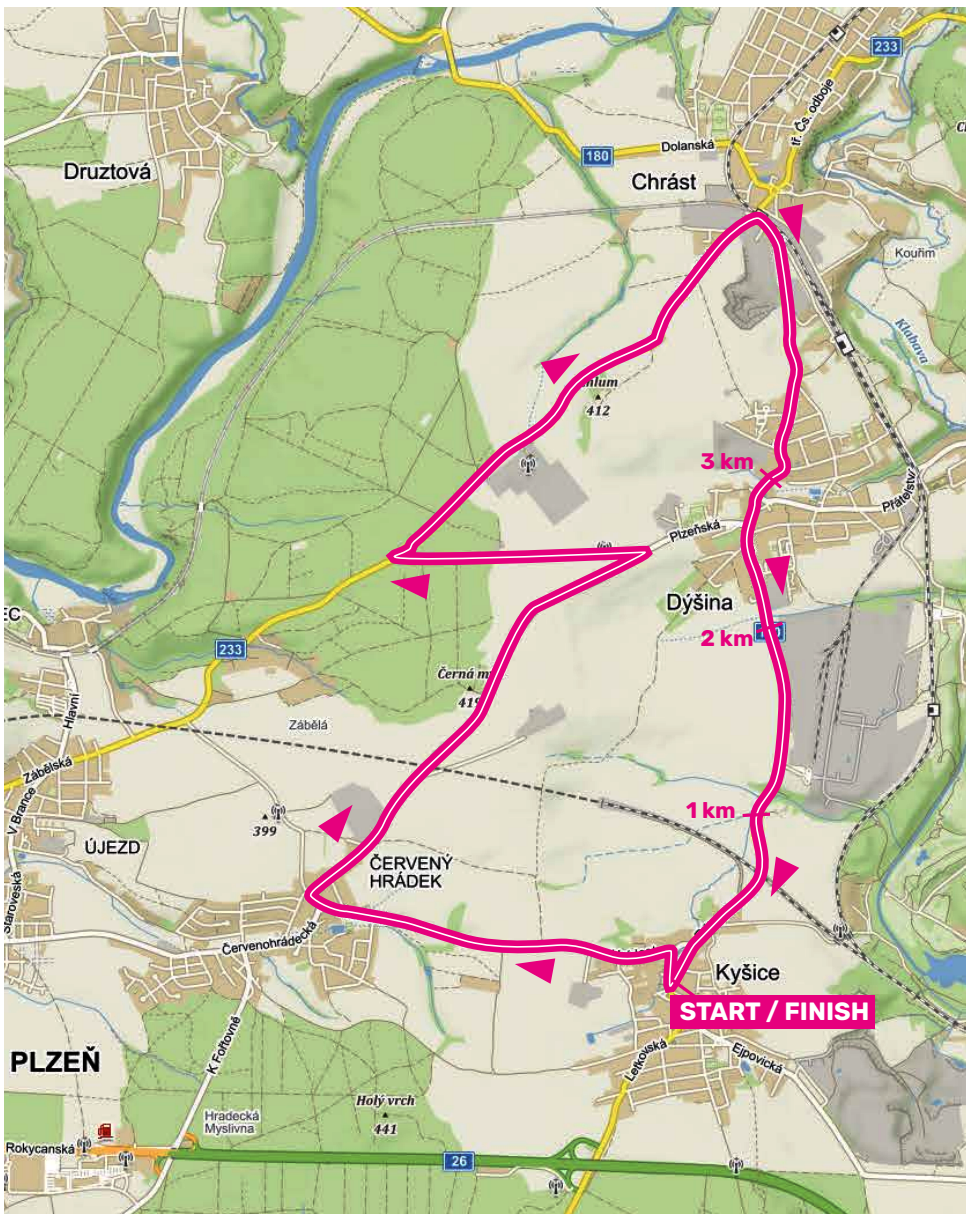 233
180
Dolanská
tř. Čs. odboje
Druztová
Chrást
Kouřim
Klabava
412
3 km
Přátelství
Plzeňská
Dýšina
2 km
EC
233
Hlavní
Černá
Zábělá
Zábělská
V Brance
1 km
399
ÚJEZD
ČERVENÝ
HRÁDEK
Staroveská
Červenohrádecká
Kyšice
START / FINISH
K Fořtovně
Letkovská
Ejpovická
PLZEŇ
Holý vrch
441
Hradecká
Myslivna
Rokycanská
26